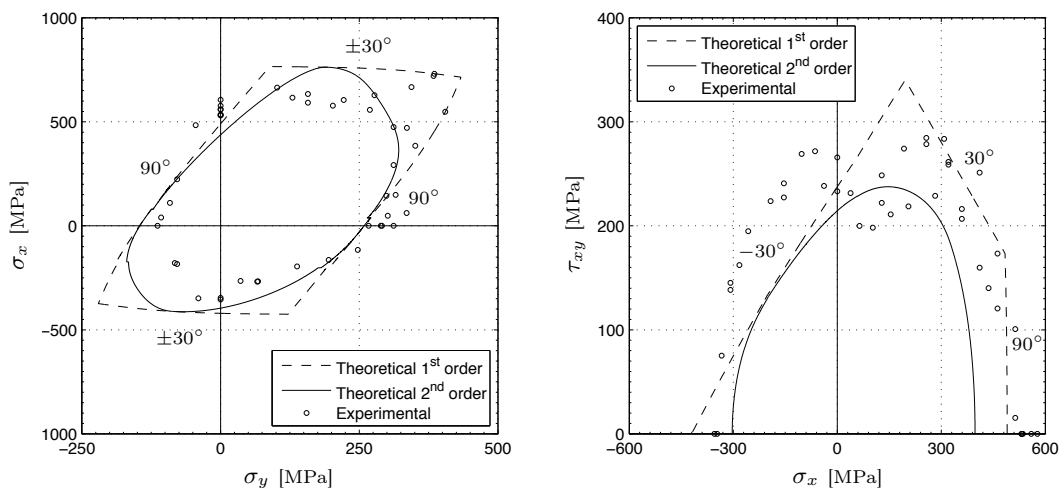 1000
500
0
−500
1000
−250
0
250
500
σx [MPa]
σy [MPa]
±30°
90°
90°
±30°
Theoretical 1st order
Theoretical 2nd order
Experimental
400
300
200
100
0
−600
−300
0
300
600
τxy [MPa]
σx [MPa]
Theoretical 1st order
Theoretical 2nd order
Experimental
30°
−30°
90°